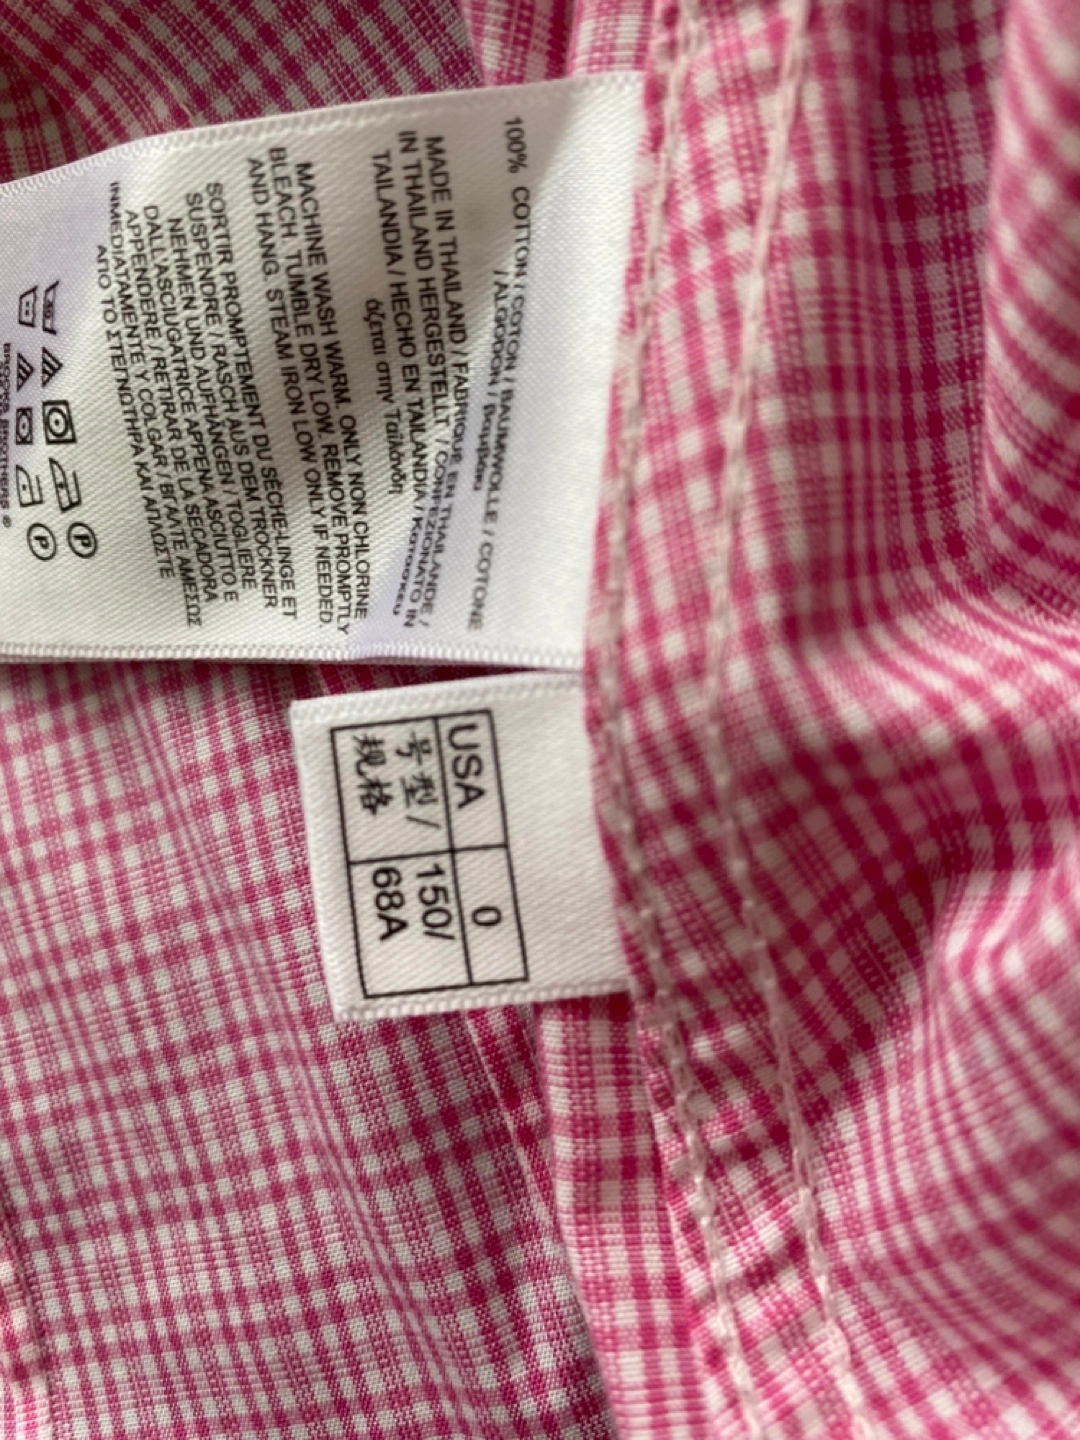 100% COTTON / COTON / BAUMWOLLE / COTONE
/ ALGODÓN / Βαμβάκι
MADE IN THAILAND / FABRIQUÉ EN THAÏLANDE /
IN THAILAND HERGESTELLT / CONFEZIONATO IN
TAILANDIA / HECHO EN TAILANDIA / Κατασκευ
άζεται στην Ταϊλάνδη
MACHINE WASH WARM. ONLY NON CHLORINE
BLEACH. TUMBLE DRY LOW, REMOVE PROMPTLY
AND HANG. STEAM IRON LOW ONLY IF NEEDED.
SORTIR PROMPTEMENT DU SÈCHE-LINGE ET
SUSPENDRE / RASCH AUS DEM TROCKNER
NEHMEN UND AUFHÄNGEN / TOGLIERE
DALL'ASCIUGATRICE APPENA ASCIUTTO E
APPENDERE / RETIRAR DE LA SECADORA
INMEDIATAMENTE Y COLGAR / ΒΓΑΛΤΕ ΑΜΕΣΩΣ
ΑΠΟ ΤΟ ΣΤΕΓΝΩΤΗΡΑ ΚΑΙ ΑΠΛΩΣΤΕ
P
P
BROOKS BROTHERS ®
USA 0
号型/ 150/
规格 68A